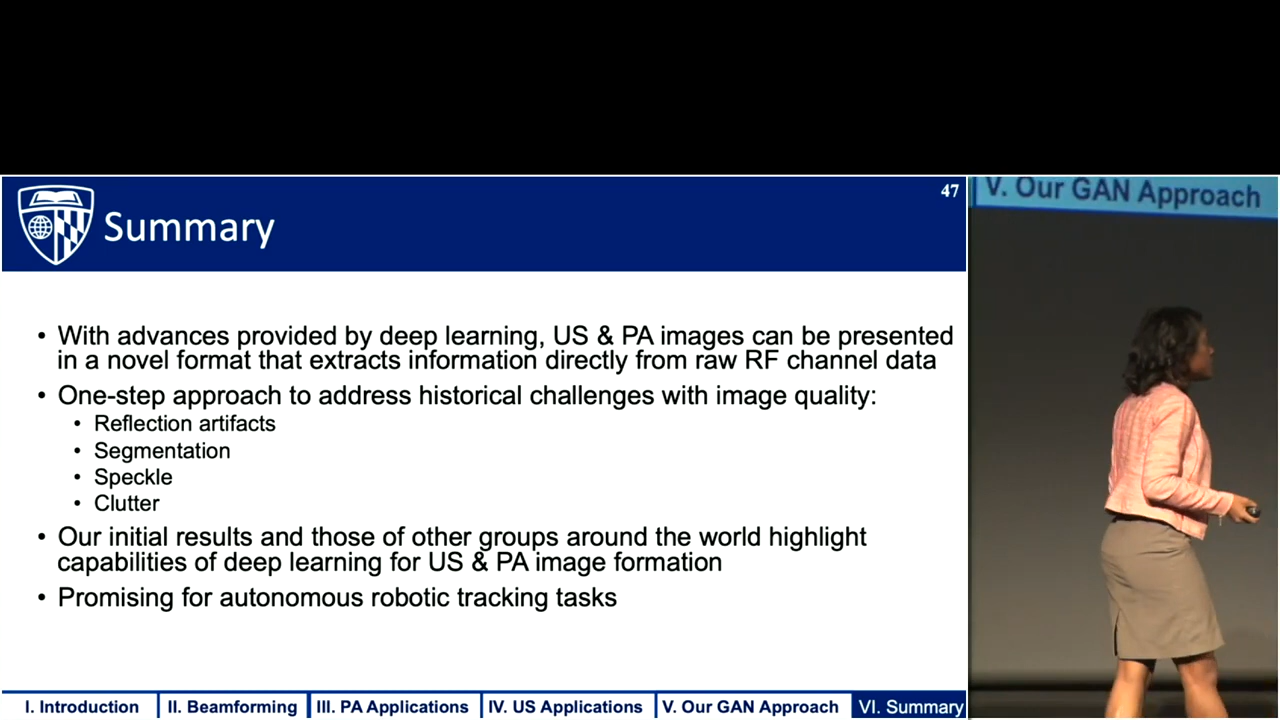 47
V. Our GAN Approach
Summary
• With advances provided by deep learning, US & PA images can be presented
in a novel format that extracts information directly from raw RF channel data
• One-step approach to address historical challenges with image quality:
• Reflection artifacts
• Segmentation
• Speckle
• Clutter
• Our initial results and those of other groups around the world highlight
capabilities of deep learning for US & PA image formation
• Promising for autonomous robotic tracking tasks
I. Introduction II. Beamforming III. PA Applications IV. US Applications V. Our GAN Approach VI. Summary